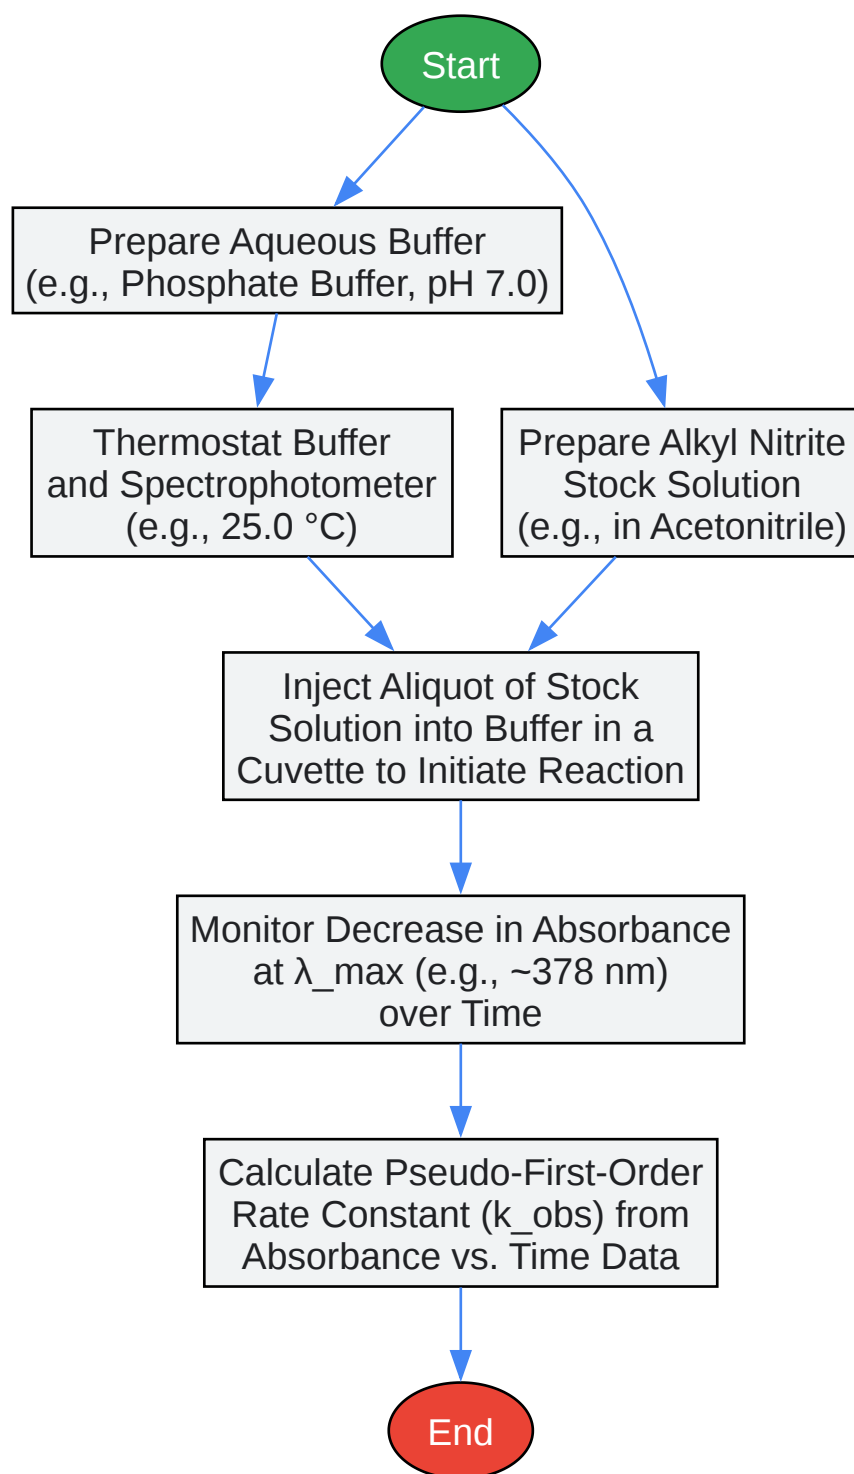 Start
Prepare Aqueous Buffer
(e.g., Phosphate Buffer, pH 7.0)
Thermostat Buffer
and Spectrophotometer
(e.g., 25.0 °C)
Prepare Alkyl Nitrite
Stock Solution
(e.g., in Acetonitrile)
Inject Aliquot of Stock
Solution into Buffer in a
Cuvette to Initiate Reaction
Monitor Decrease in Absorbance
at λ_max (e.g., ~378 nm)
over Time
Calculate Pseudo-First-Order
Rate Constant (k_obs) from
Absorbance vs. Time Data
End